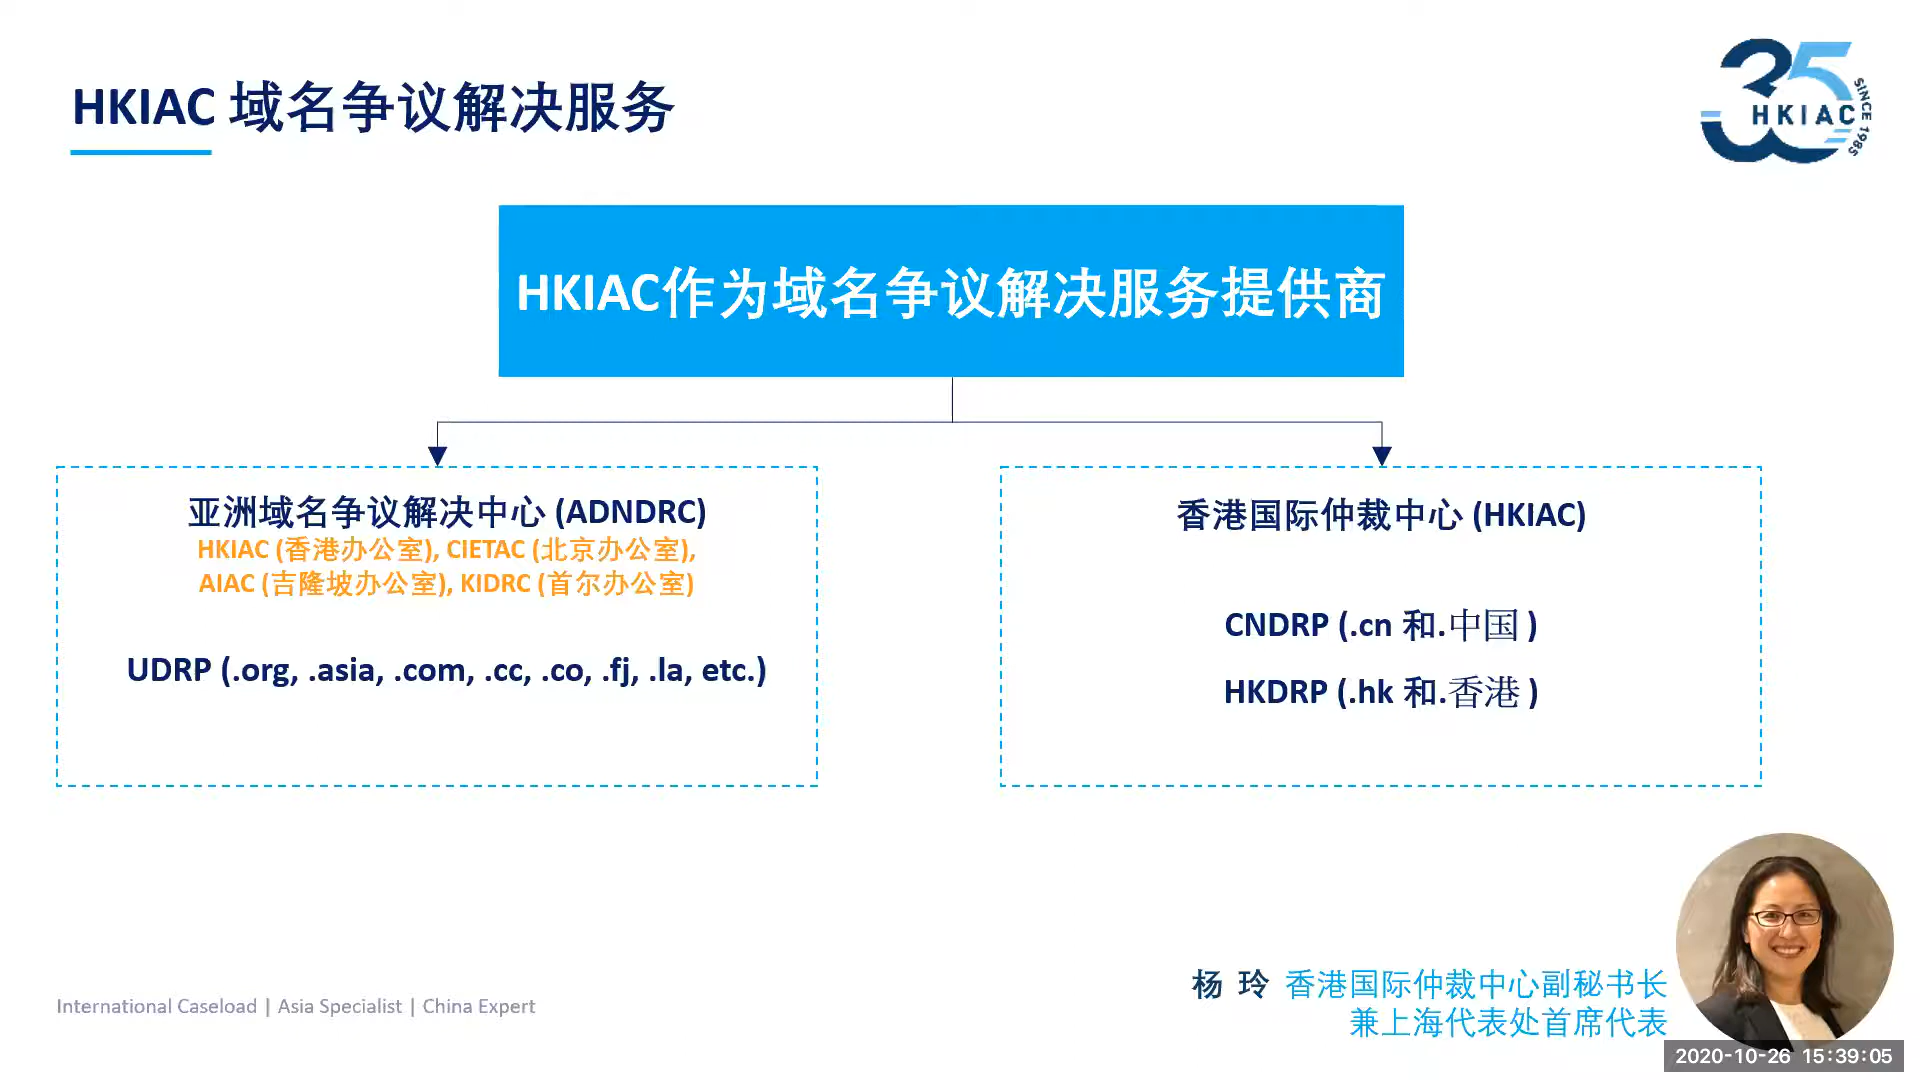 HKIAC 域名争议解决服务
35
HKIAC
SINCE 1985
HKIAC作为域名争议解决服务提供商
亚洲域名争议解决中心 (ADNDRC)
HKIAC (香港办公室), CIETAC (北京办公室),
AIAC (吉隆坡办公室), KIDRC (首尔办公室)
UDRP (.org, .asia, .com, .cc, .co, .fj, .la, etc.)
香港国际仲裁中心 (HKIAC)
CNDRP (.cn 和.中国 )
HKDRP (.hk 和.香港 )
International Caseload | Asia Specialist | China Expert
杨 玲 香港国际仲裁中心副秘书长
兼上海代表处首席代表
2020-10-26 15:39:05